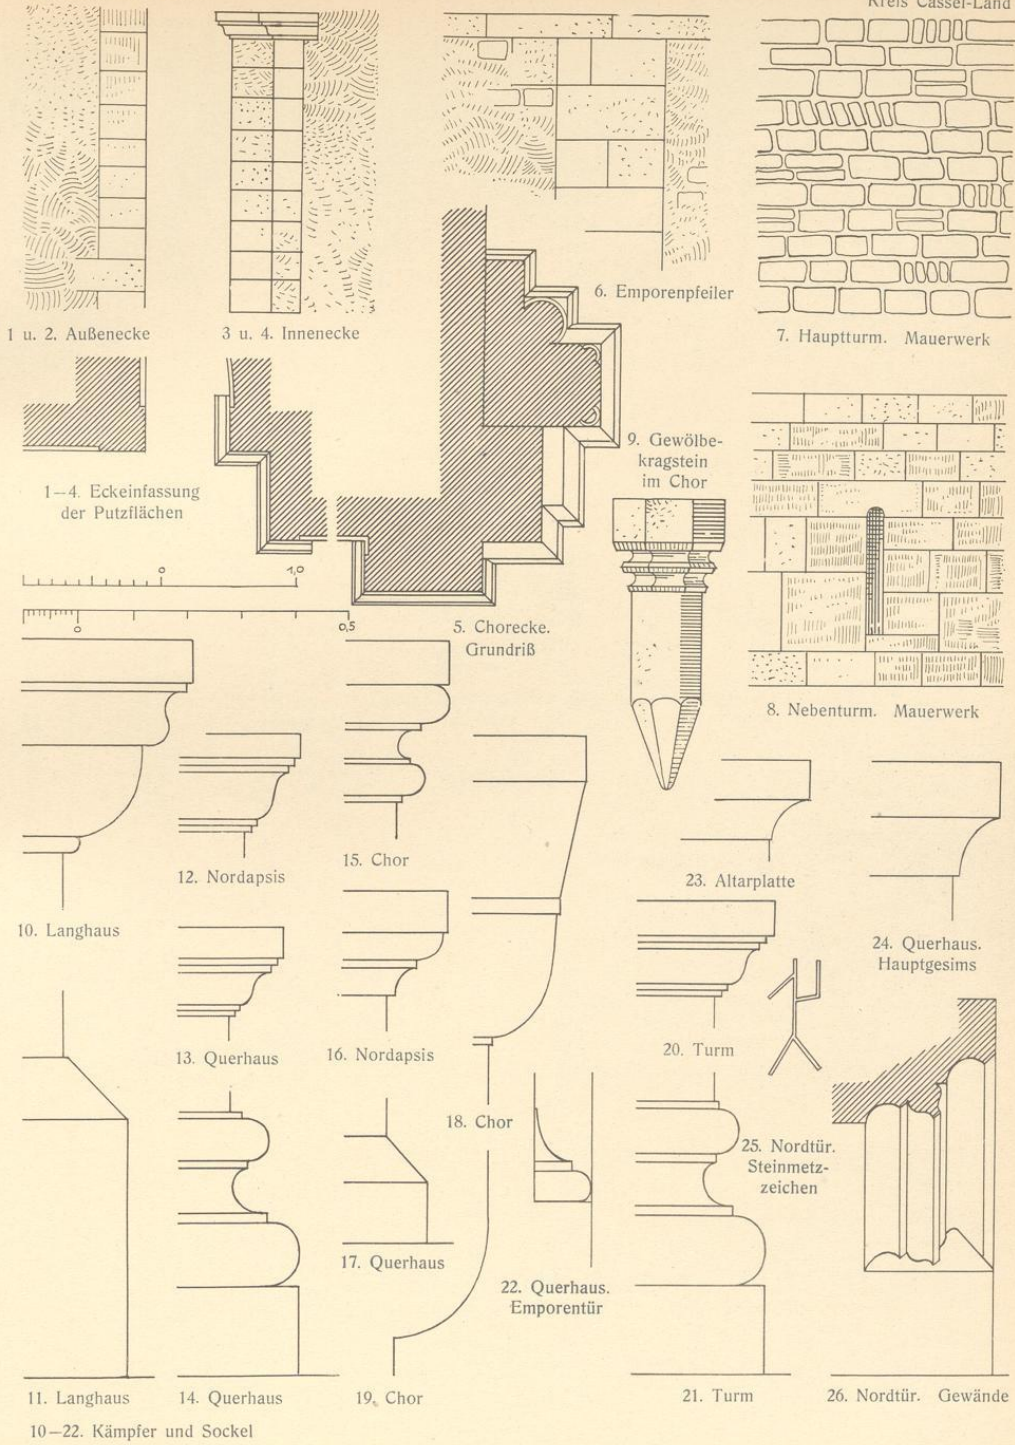 Kreis Cassel-Land
1 u. 2. Außenecke
3 u. 4. Innenecke
6. Emporenpfeiler
7. Hauptturm. Mauerwerk
1—4. Eckeinfassung
der Putzflächen
9. Gewölbe-
kragstein
im Chor
0
1,0
0
0,5
5. Chorecke.
Grundriß
8. Nebenturm. Mauerwerk
10. Langhaus
12. Nordapsis
15. Chor
23. Altarplatte
24. Querhaus.
Hauptgesims
13. Querhaus
16. Nordapsis
18. Chor
20. Turm
25. Nordtür.
Steinmetz-
zeichen
17. Querhaus
22. Querhaus.
Emporentür
11. Langhaus
14. Querhaus
19. Chor
21. Turm
26. Nordtür. Gewände
10—22. Kämpfer und Sockel